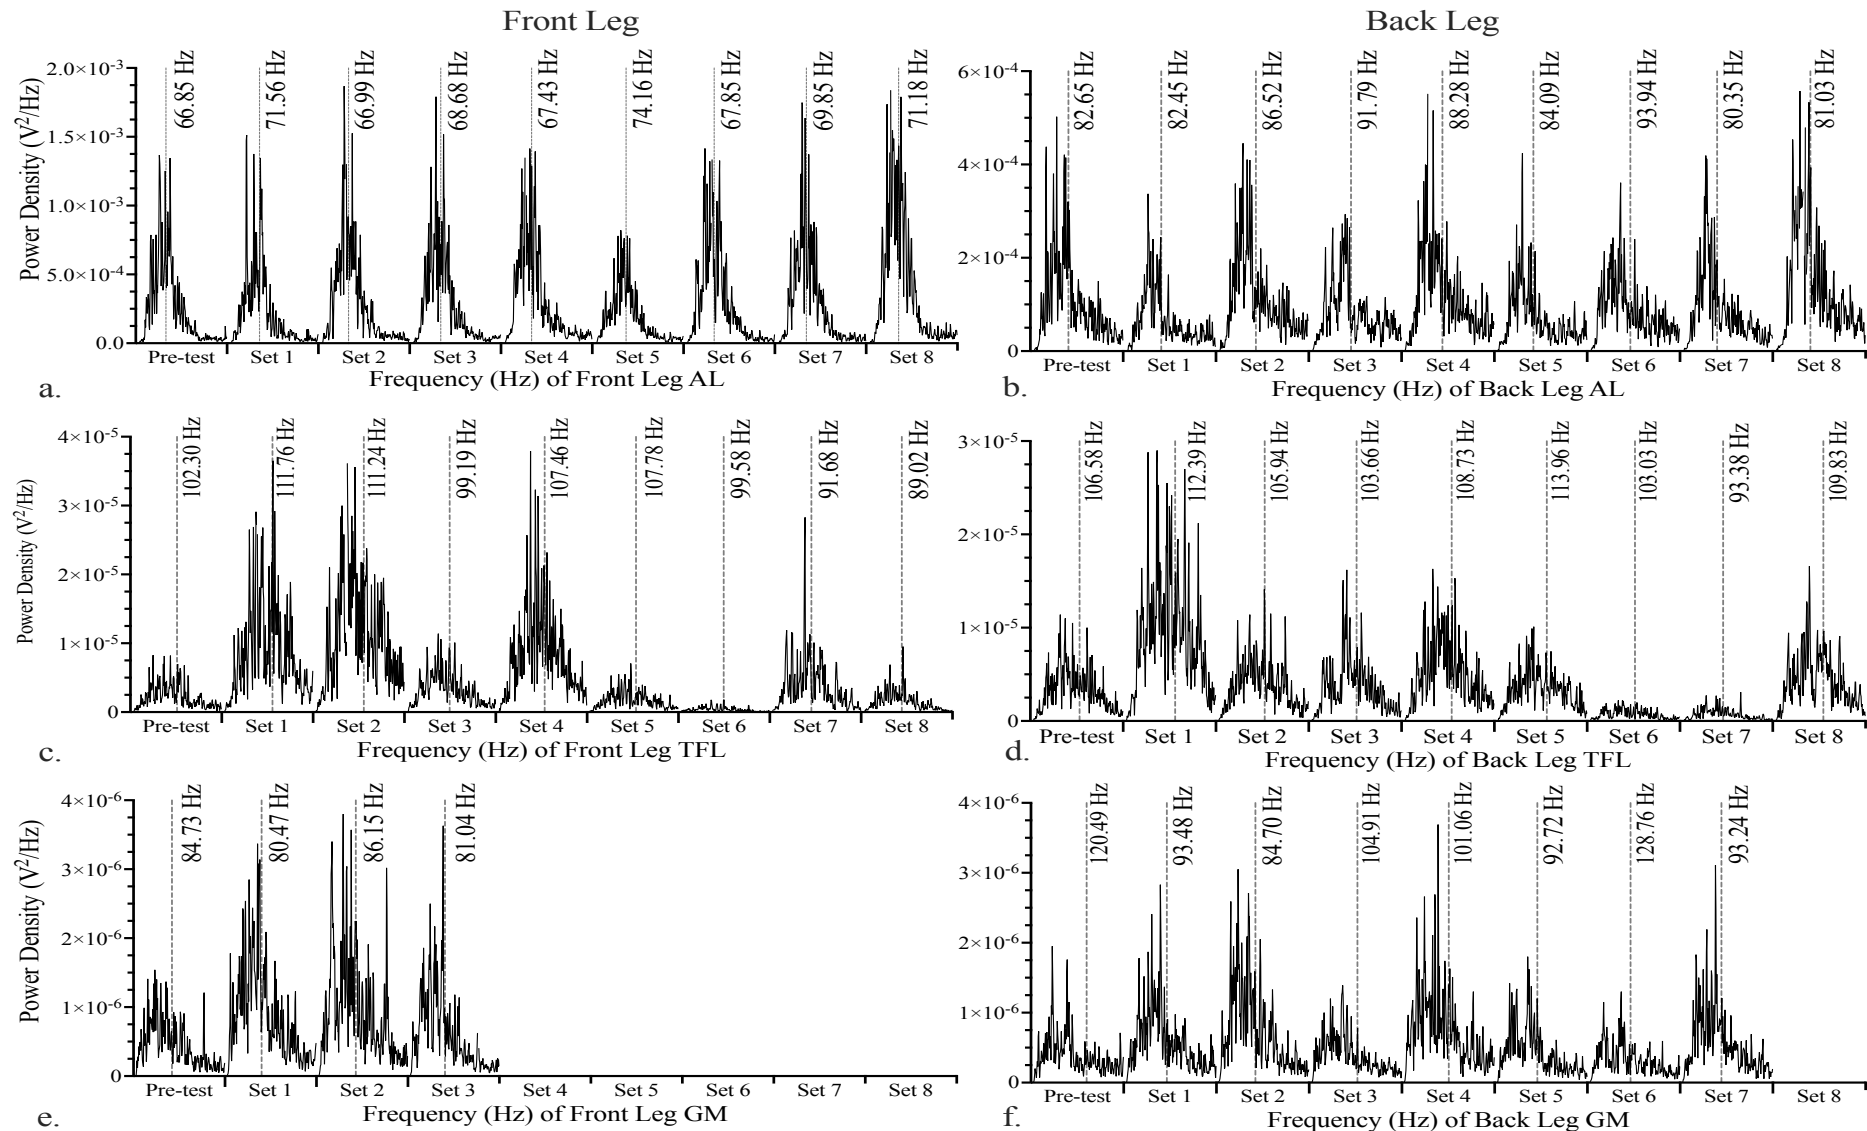 Front Leg
Back Leg
Power Density (V²/Hz)
2.0×10⁻³
1.5×10⁻³
1.0×10⁻³
5.0×10⁻⁴
0.0
66.85 Hz
71.56 Hz
66.99 Hz
68.68 Hz
67.43 Hz
74.16 Hz
67.85 Hz
69.85 Hz
71.18 Hz
Pre-test Set 1 Set 2 Set 3 Set 4 Set 5 Set 6 Set 7 Set 8
a.
Frequency (Hz) of Front Leg AL
6×10⁻⁴
4×10⁻⁴
2×10⁻⁴
0
82.65 Hz
82.45 Hz
86.52 Hz
91.79 Hz
88.28 Hz
84.09 Hz
93.94 Hz
80.35 Hz
81.03 Hz
Pre-test Set 1 Set 2 Set 3 Set 4 Set 5 Set 6 Set 7 Set 8
b.
Frequency (Hz) of Back Leg AL
Power Density (V²/Hz)
4×10⁻⁵
3×10⁻⁵
2×10⁻⁵
1×10⁻⁵
0
102.30 Hz
111.76 Hz
111.24 Hz
99.19 Hz
107.46 Hz
107.78 Hz
99.58 Hz
91.68 Hz
89.02 Hz
Pre-test Set 1 Set 2 Set 3 Set 4 Set 5 Set 6 Set 7 Set 8
c.
Frequency (Hz) of Front Leg TFL
3×10⁻⁵
2×10⁻⁵
1×10⁻⁵
0
106.58 Hz
112.39 Hz
105.94 Hz
103.66 Hz
108.73 Hz
113.96 Hz
103.03 Hz
93.38 Hz
109.83 Hz
Pre-test Set 1 Set 2 Set 3 Set 4 Set 5 Set 6 Set 7 Set 8
d.
Frequency (Hz) of Back Leg TFL
Power Density (V²/Hz)
4×10⁻⁶
3×10⁻⁶
2×10⁻⁶
1×10⁻⁶
0
84.73 Hz
80.47 Hz
86.15 Hz
81.04 Hz
Pre-test Set 1 Set 2 Set 3 Set 4 Set 5 Set 6 Set 7 Set 8
e.
Frequency (Hz) of Front Leg GM
4×10⁻⁶
3×10⁻⁶
2×10⁻⁶
1×10⁻⁶
0
120.49 Hz
93.48 Hz
84.70 Hz
104.91 Hz
101.06 Hz
92.72 Hz
128.76 Hz
93.24 Hz
Pre-test Set 1 Set 2 Set 3 Set 4 Set 5 Set 6 Set 7 Set 8
f.
Frequency (Hz) of Back Leg GM